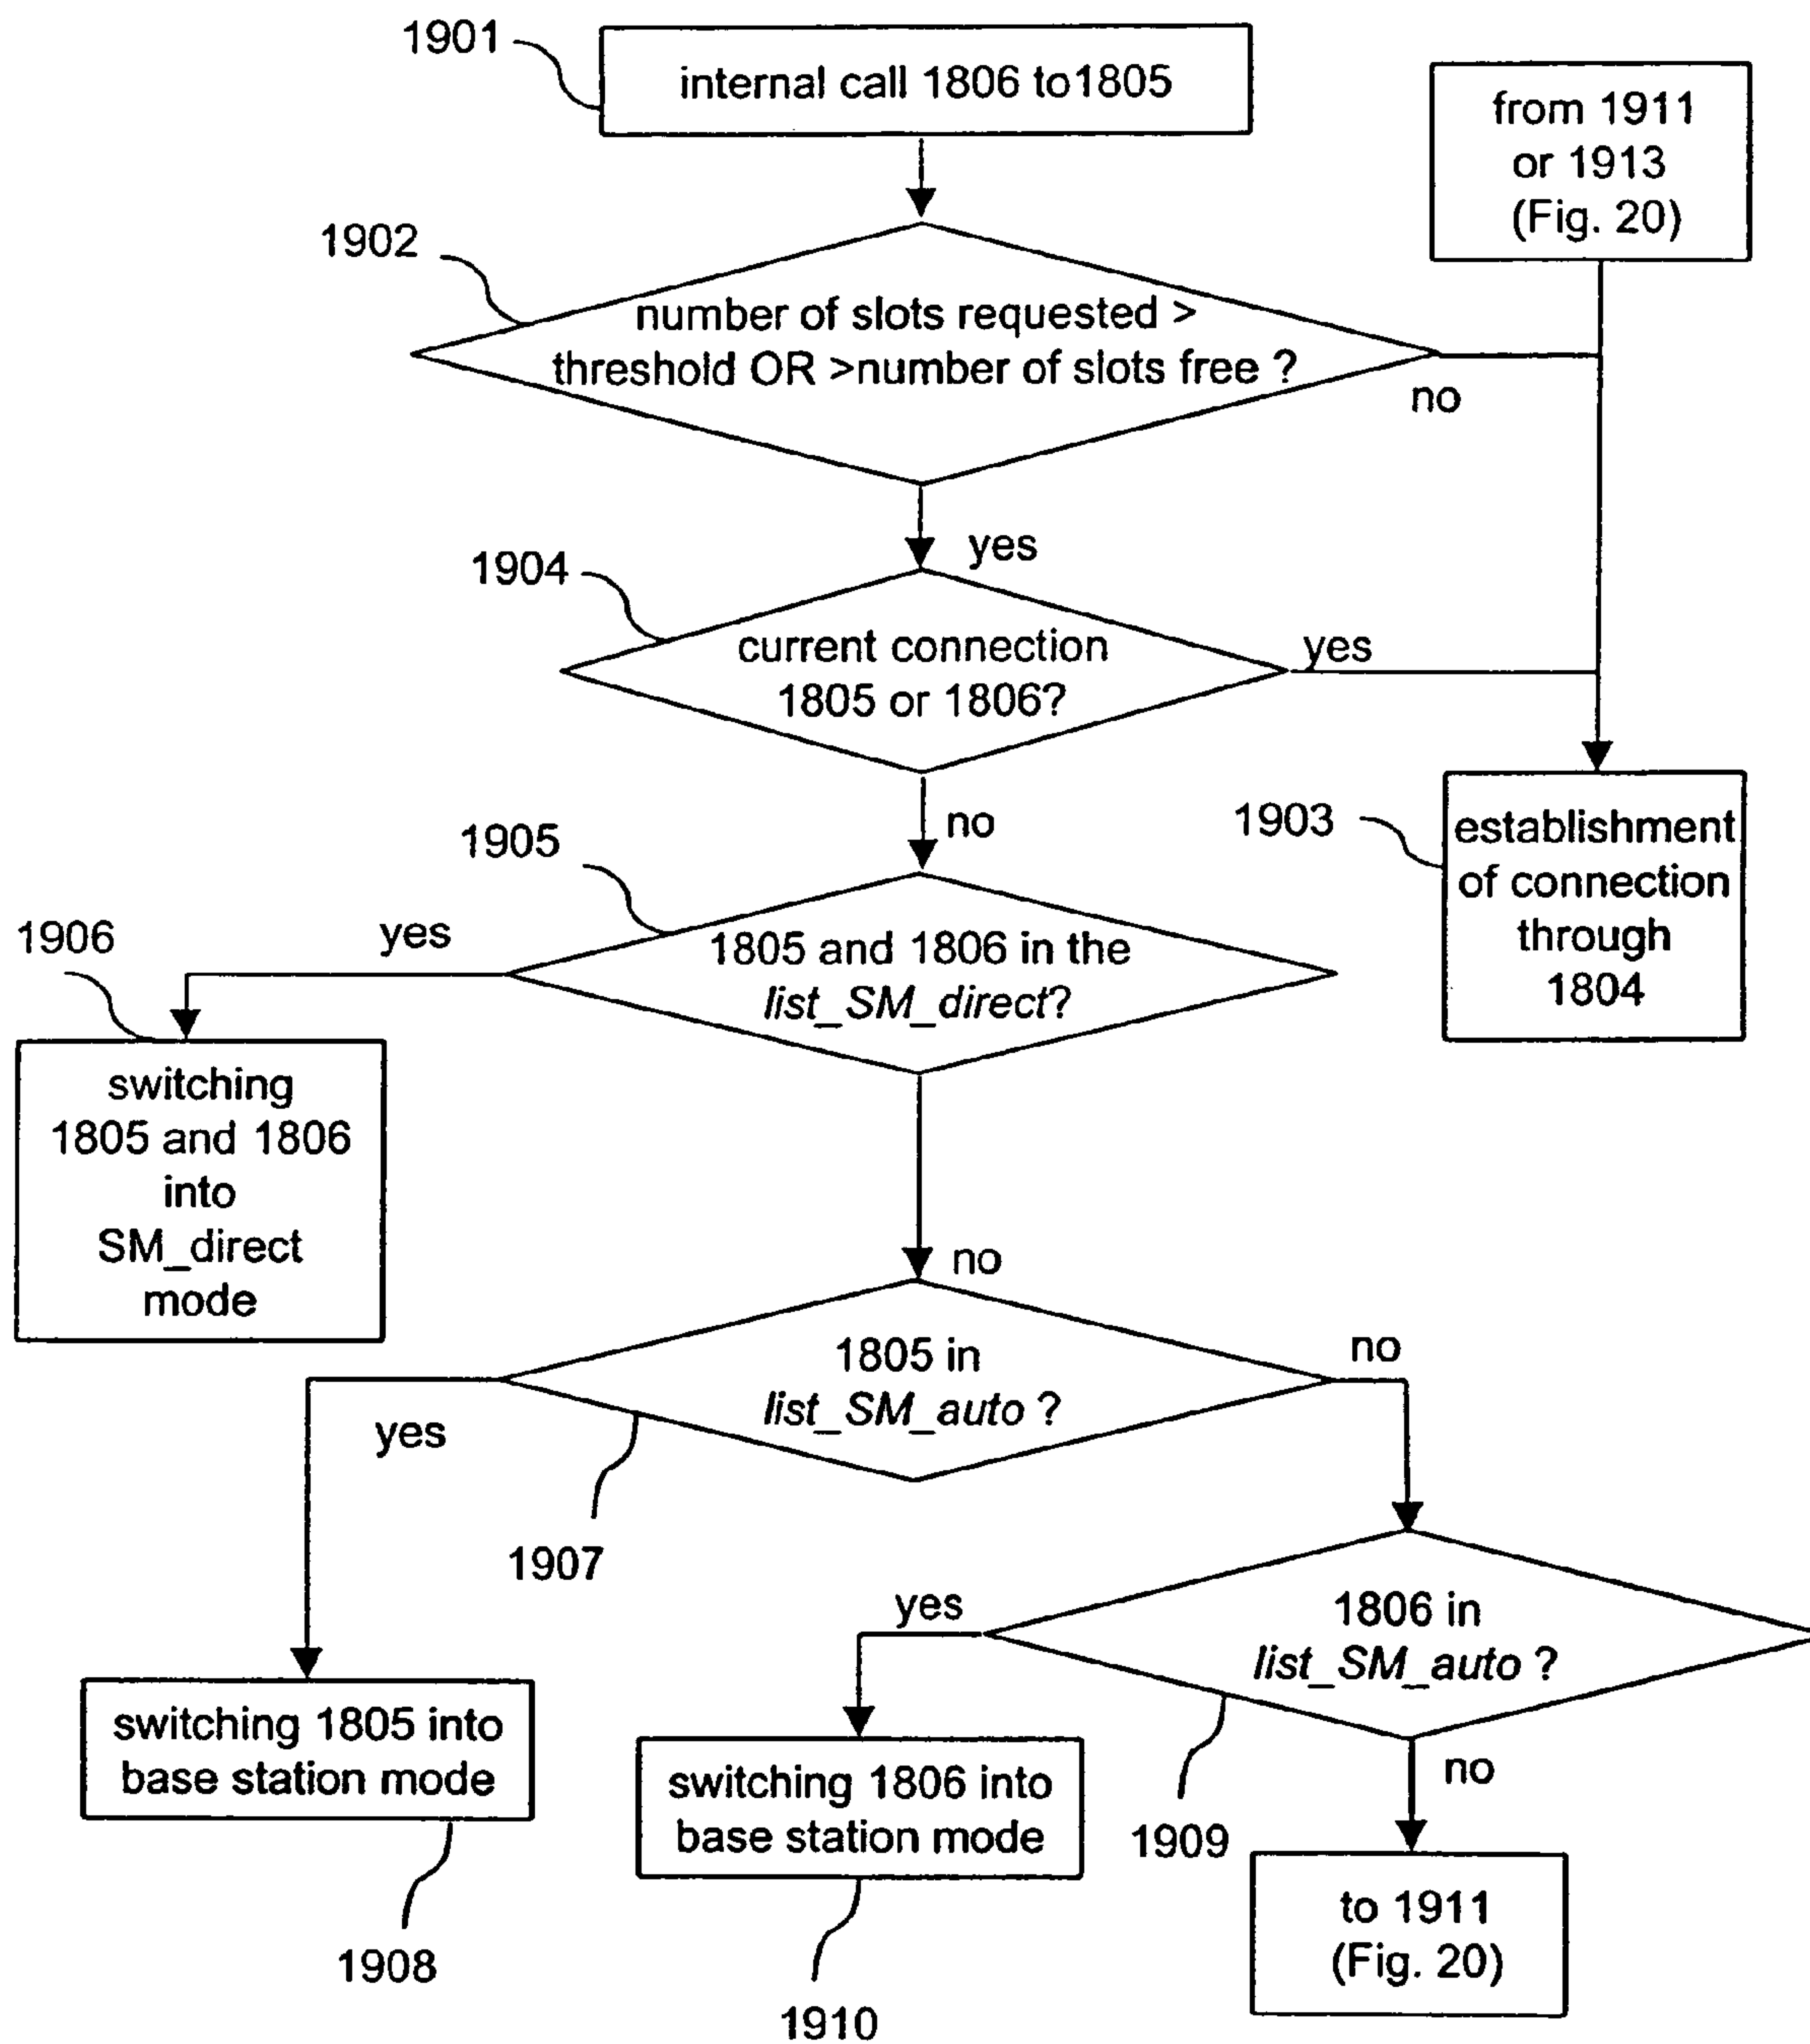 1901
internal call 1806 to1805
from 1911
or 1913
(Fig. 20)
1902
number of slots requested >
threshold OR >number of slots free ?
no
yes
1904
current connection
1805 or 1806?
yes
no
1903
establishment
of connection
through
1804
1905
1805 and 1806 in the
list_SM_direct?
yes
1906
switching
1805 and 1806
into
SM_direct
mode
no
1805 in
list_SM_auto ?
no
yes
1907
1806 in
list_SM_auto ?
yes
switching 1805 into
base station mode
switching 1806 into
base station mode
1909
no
to 1911
(Fig. 20)
1908
1910